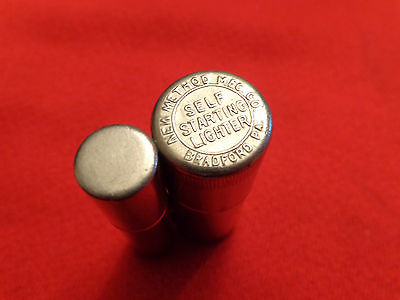 NEW METHOD MFG. CO.
SELF
STARTING
LIGHTER
BRADFORD PA.